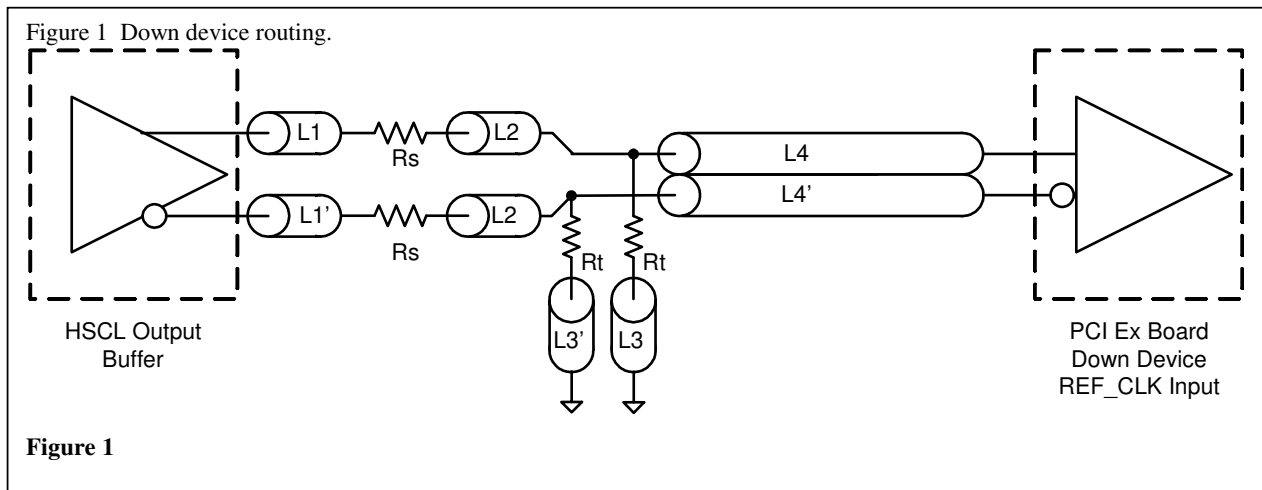 Figure 1 Down device routing.
L1
Rs
L2
L4
L1'
Rs
L2
L4'
Rt
Rt
L3'
L3
HSCL Output
Buffer
PCI Ex Board
Down Device
REF_CLK Input
Figure 1